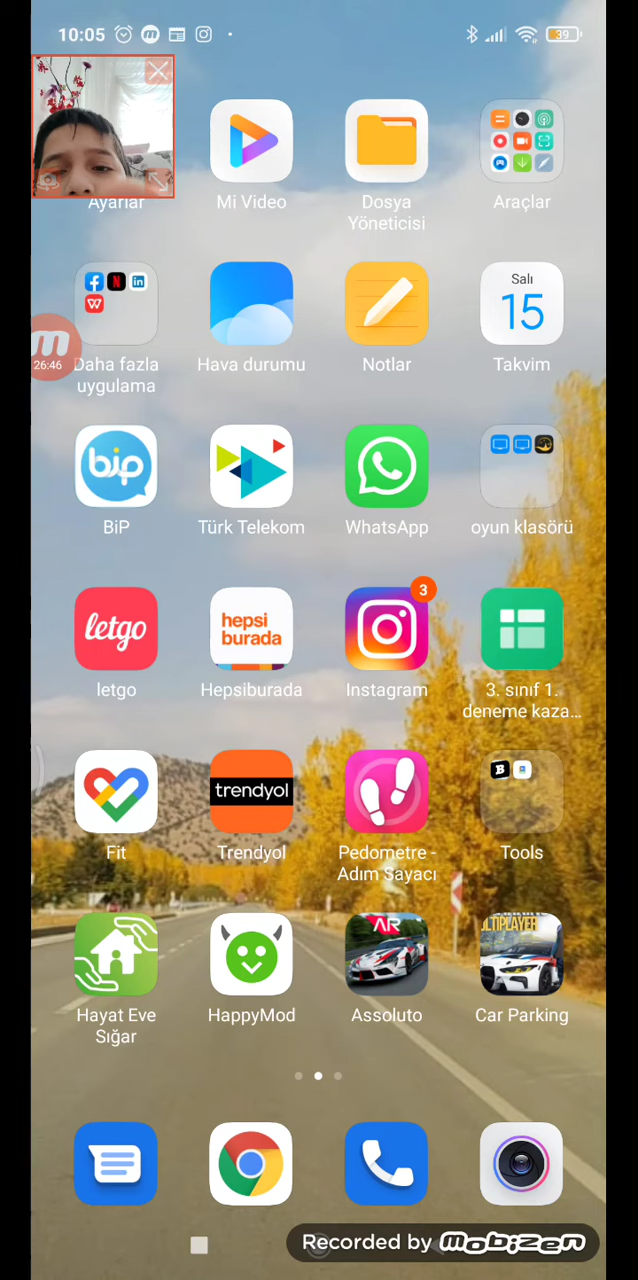 10:05
39
Ayarlar
Mi Video
Dosya
Yöneticisi
Araçlar
Daha fazla
uygulama
26:46
Hava durumu
Notlar
Salı
15
Takvim
bip
BiP
Türk Telekom
WhatsApp
oyun klasörü
letgo
letgo
hepsi
burada
Hepsiburada
3
Instagram
3. sınıf 1.
deneme kaza...
Fit
trendyol
Trendyol
Pedometre -
Adım Sayacı
Tools
Hayat Eve
Sığar
HappyMod
AR
Assoluto
MULTIPLAYER
Car Parking
Recorded by mobizen